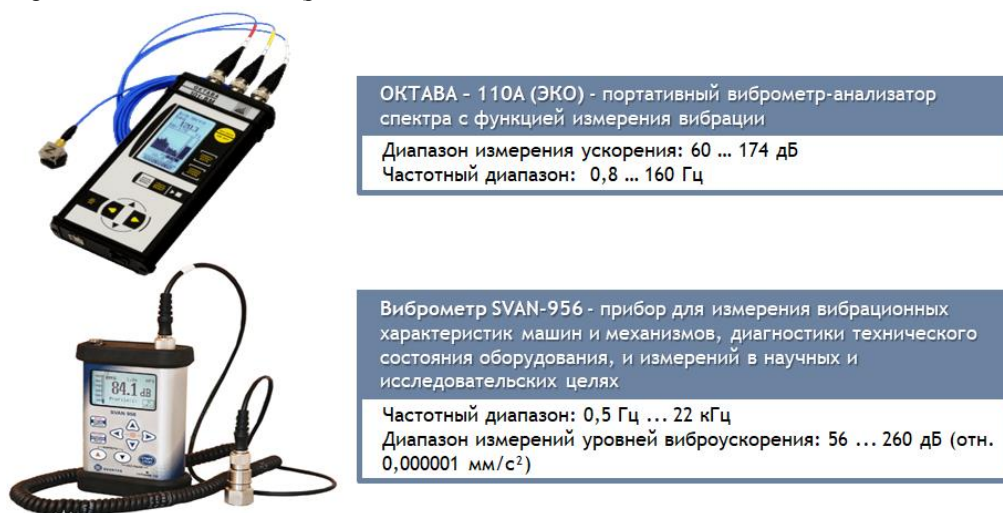 ОКТАВА – 110А (ЭКО) - портативный виброметр-анализатор
спектра с функцией измерения вибрации
Диапазон измерения ускорения: 60 ... 174 дБ
Частотный диапазон: 0,8 ... 160 Гц
ОКТАВА
Виброметр SVAN-956 - прибор для измерения вибрационных
характеристик машин и механизмов, диагностики технического
состояния оборудования, и измерений в научных и
исследовательских целях
Частотный диапазон: 0,5 Гц ... 22 кГц
Диапазон измерений уровней виброускорения: 56 ... 260 дБ (отн.
0,000001 мм/с²)
84.1 dB
SVAN 956